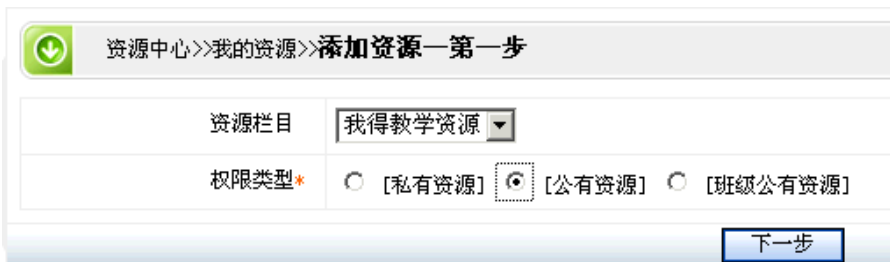 资源中心>>我的资源>>添加资源—第一步
资源栏目 我得教学资源
权限类型* [私有资源] [公有资源] [班级公有资源]
下一步